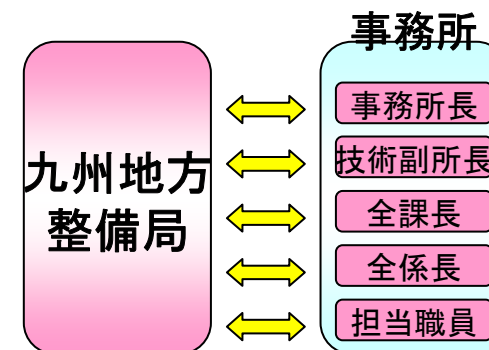 九州地方
整備局
事務所
事務所長
技術副所長
全課長
全係長
担当職員